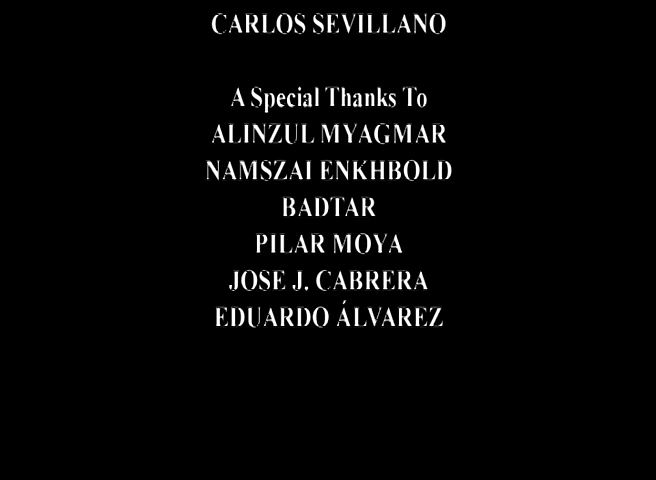 CARLOS SEVILLANO
A Special Thanks To
ALINZUL MYAGMAR
NAMSZAI ENKHBOLD
BADTAR
PILAR MOYA
JOSE J. CABRERA
EDUARDO ÁLVAREZ